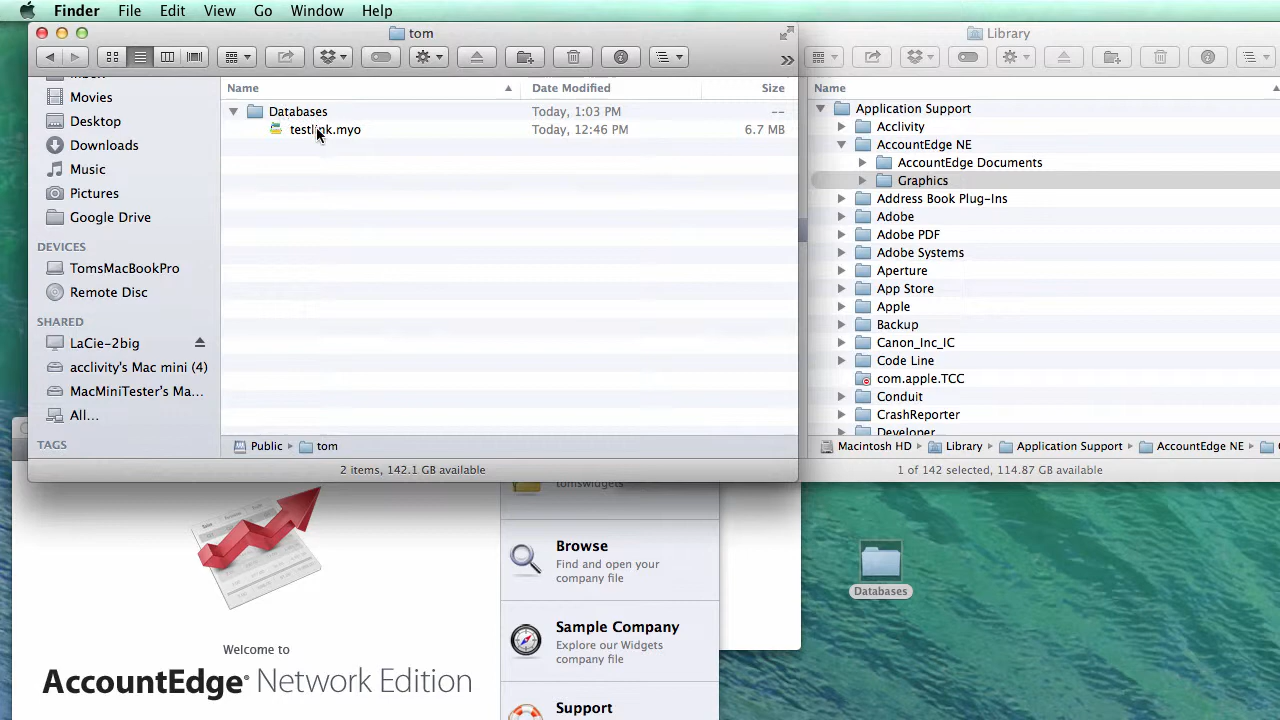 Finder File Edit View Go Window Help
tom
Name Date Modified Size
Movies
Desktop
Downloads
Music
Pictures
Google Drive
DEVICES
TomsMacBookPro
Remote Disc
SHARED
LaCie-2big
acclivity's Mac mini (4)
MacMiniTester's Ma...
All...
TAGS
Databases Today, 1:03 PM --
testlink.myo Today, 12:46 PM 6.7 MB
Public tom
2 items, 142.1 GB available
Library
Name
Application Support
Acclivity
AccountEdge NE
AccountEdge Documents
Graphics
Address Book Plug-Ins
Adobe
Adobe PDF
Adobe Systems
Aperture
App Store
Apple
Backup
Canon_Inc_IC
Code Line
com.apple.TCC
Conduit
CrashReporter
Developer
Macintosh HD Library Application Support AccountEdge NE
1 of 142 selected, 114.87 GB available
tomswidgets
Browse
Find and open your
company file
Sample Company
Explore our Widgets
company file
Support
Welcome to
AccountEdge® Network Edition
Databases